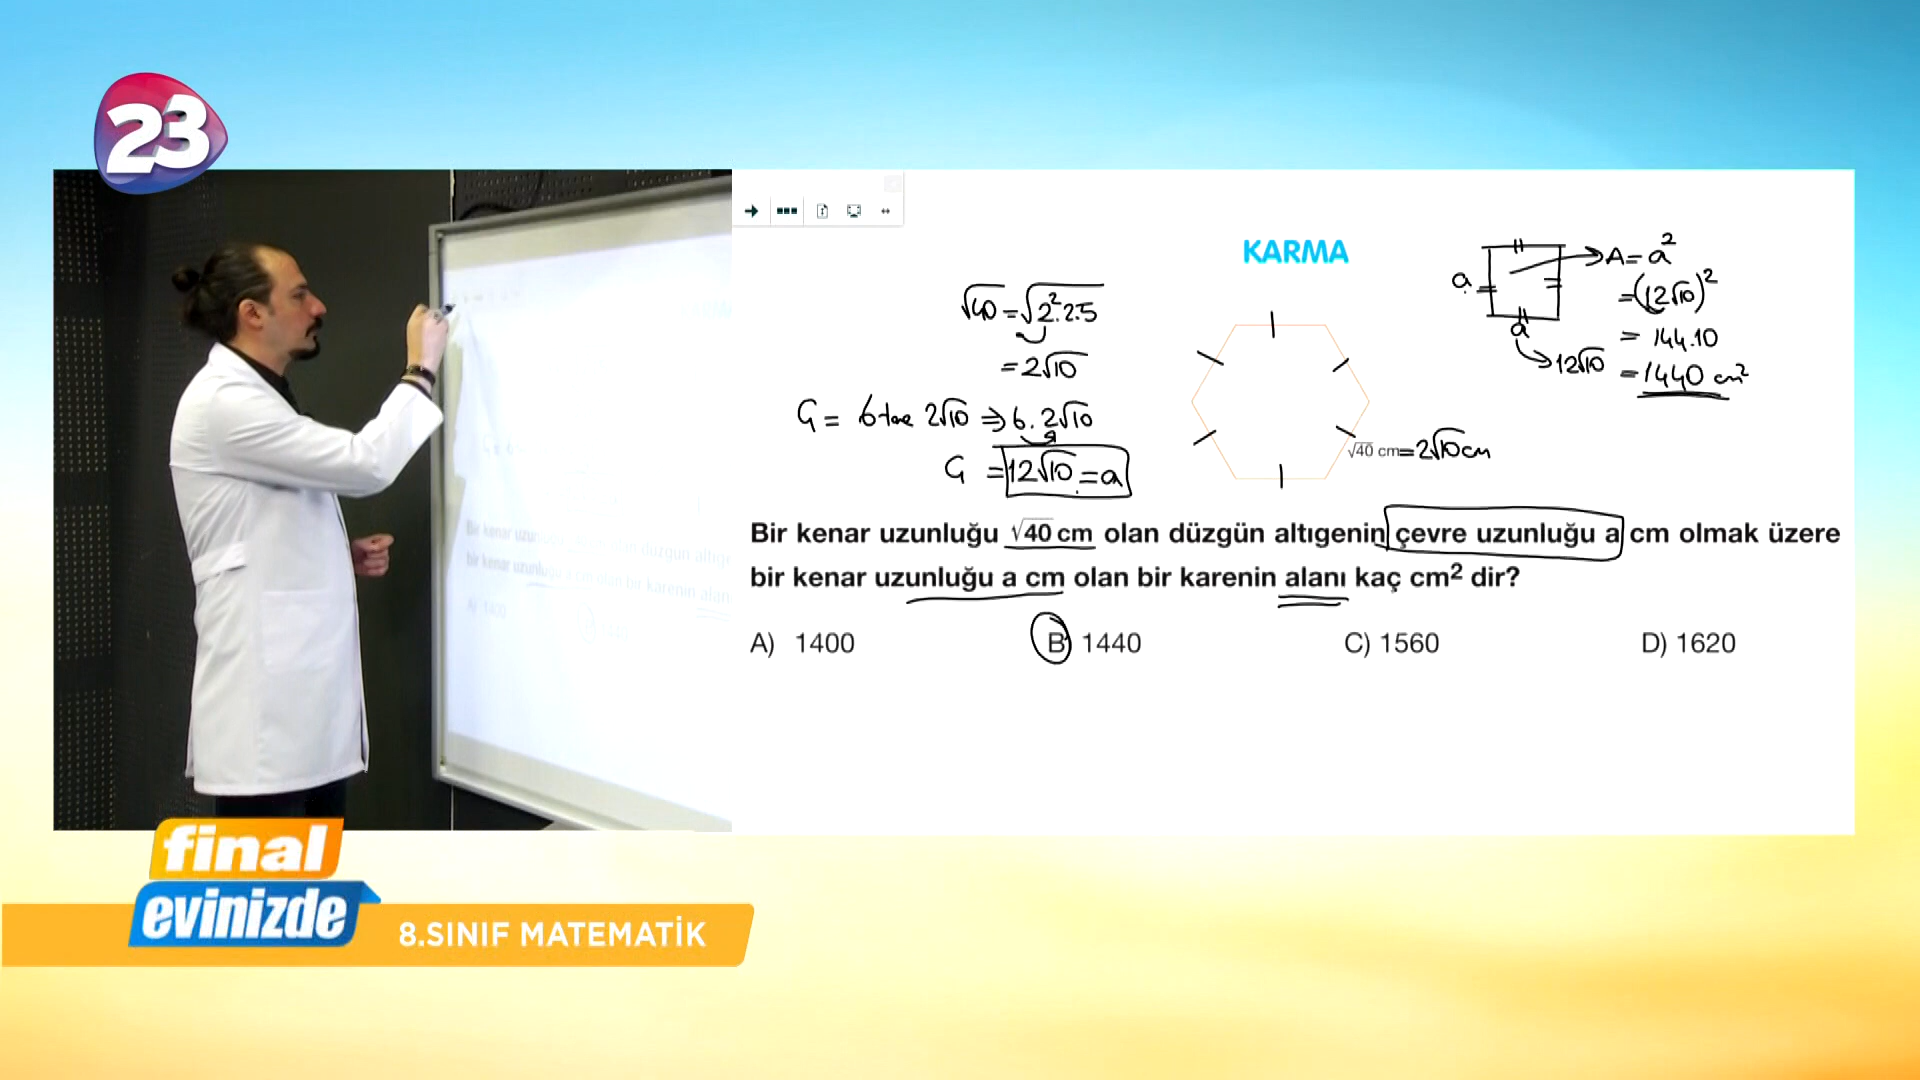 23
KARMA
√40 = √2².2.5
= 2√10
Ç = 6 tane 2√10 ⇒ 6.2√10
Ç = 12√10 = a
√40 cm = 2√10 cm
a
a
12√10
A = a²
= (12√10)²
= 144.10
= 1440 cm²
Bir kenar uzunluğu √40 cm olan düzgün altıgenin çevre uzunluğu a cm olmak üzere
bir kenar uzunluğu a cm olan bir karenin alanı kaç cm² dir?
A) 1400 B) 1440 C) 1560 D) 1620
final
evinizde
8.SINIF MATEMATİK